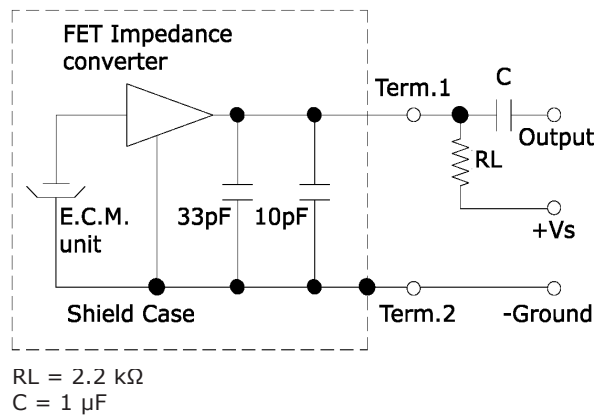 FET Impedance
converter
Term.1
C
Output
RL
E.C.M.
unit
33pF
10pF
+Vs
Shield Case
Term.2
-Ground
RL = 2.2 kΩ
C = 1 μF